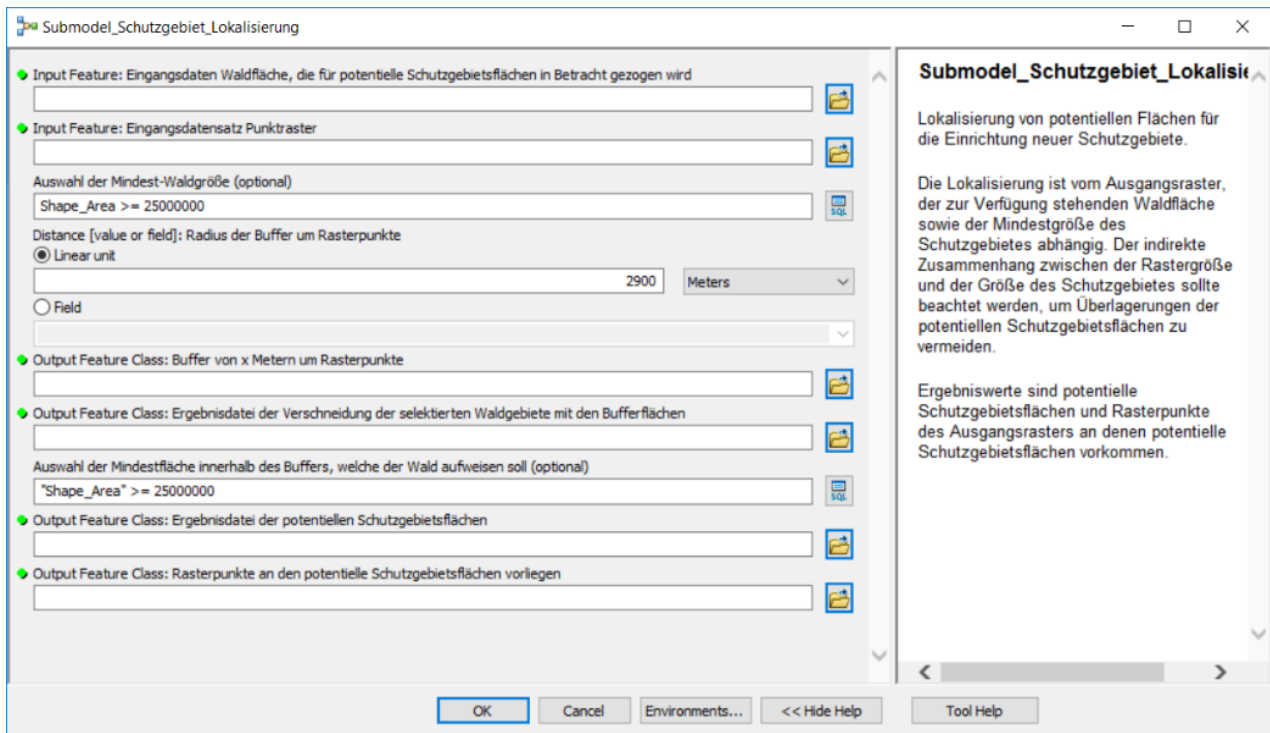 Submodel_Schutzgebiet_Lokalisierung
Input Feature: Eingangsdaten Waldfläche, die für potentielle Schutzgebietsflächen in Betracht gezogen wird
Input Feature: Eingangsdatensatz Punktraster
Auswahl der Mindest-Waldgröße (optional)
Shape_Area >= 25000000
SQL
Distance [value or field]: Radius der Buffer um Rasterpunkte
Linear unit
2900 Meters
Field
Output Feature Class: Buffer von x Metern um Rasterpunkte
Output Feature Class: Ergebnisdatei der Verschneidung der selektierten Waldgebiete mit den Bufferflächen
Auswahl der Mindestfläche innerhalb des Buffers, welche der Wald aufweisen soll (optional)
"Shape_Area" >= 25000000
SQL
Output Feature Class: Ergebnisdatei der potentiellen Schutzgebietsflächen
Output Feature Class: Rasterpunkte an den potentielle Schutzgebietsflächen vorliegen
Submodel_Schutzgebiet_Lokalisie
Lokalisierung von potentiellen Flächen für
die Einrichtung neuer Schutzgebiete.
Die Lokalisierung ist vom Ausgangsraster,
der zur Verfügung stehenden Waldfläche
sowie der Mindestgröße des
Schutzgebietes abhängig. Der indirekte
Zusammenhang zwischen der Rastergröße
und der Größe des Schutzgebietes sollte
beachtet werden, um Überlagerungen der
potentiellen Schutzgebietsflächen zu
vermeiden.
Ergebniswerte sind potentielle
Schutzgebietsflächen und Rasterpunkte
des Ausgangsrasters an denen potentielle
Schutzgebietsflächen vorkommen.
OK Cancel Environments... << Hide Help Tool Help